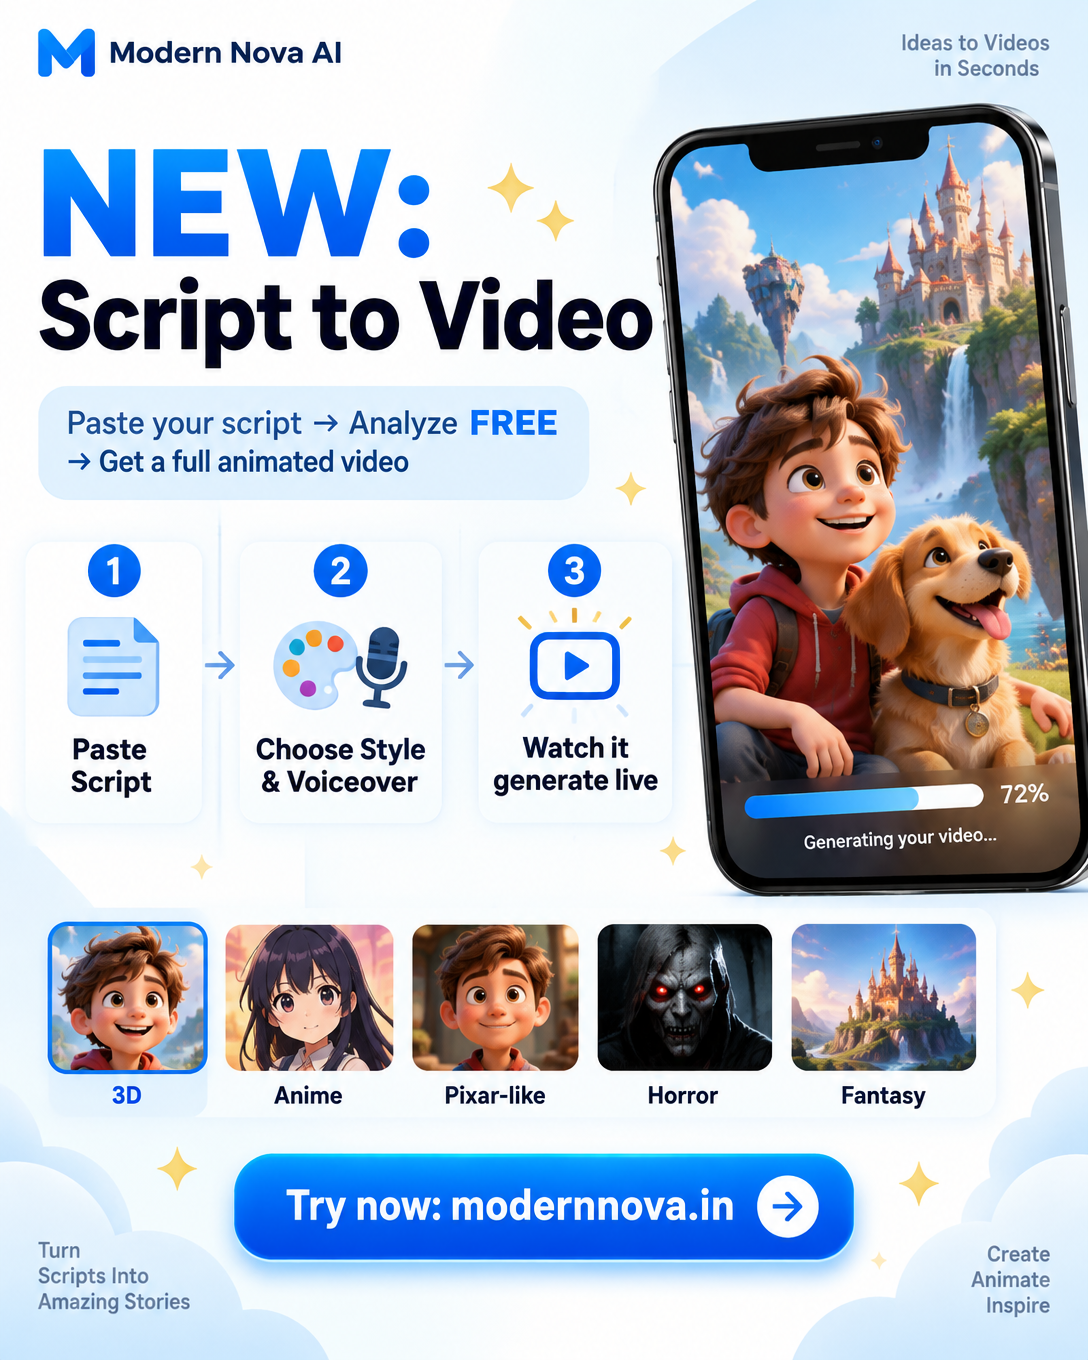 Modern Nova AI
Ideas to Videos
in Seconds
NEW:
Script to Video
Paste your script → Analyze FREE
→ Get a full animated video
1
Paste
Script
2
Choose Style
& Voiceover
3
Watch it
generate live
72%
Generating your video...
3D
Anime
Pixar-like
Horror
Fantasy
Try now: modernnova.in
Turn
Scripts Into
Amazing Stories
Create
Animate
Inspire